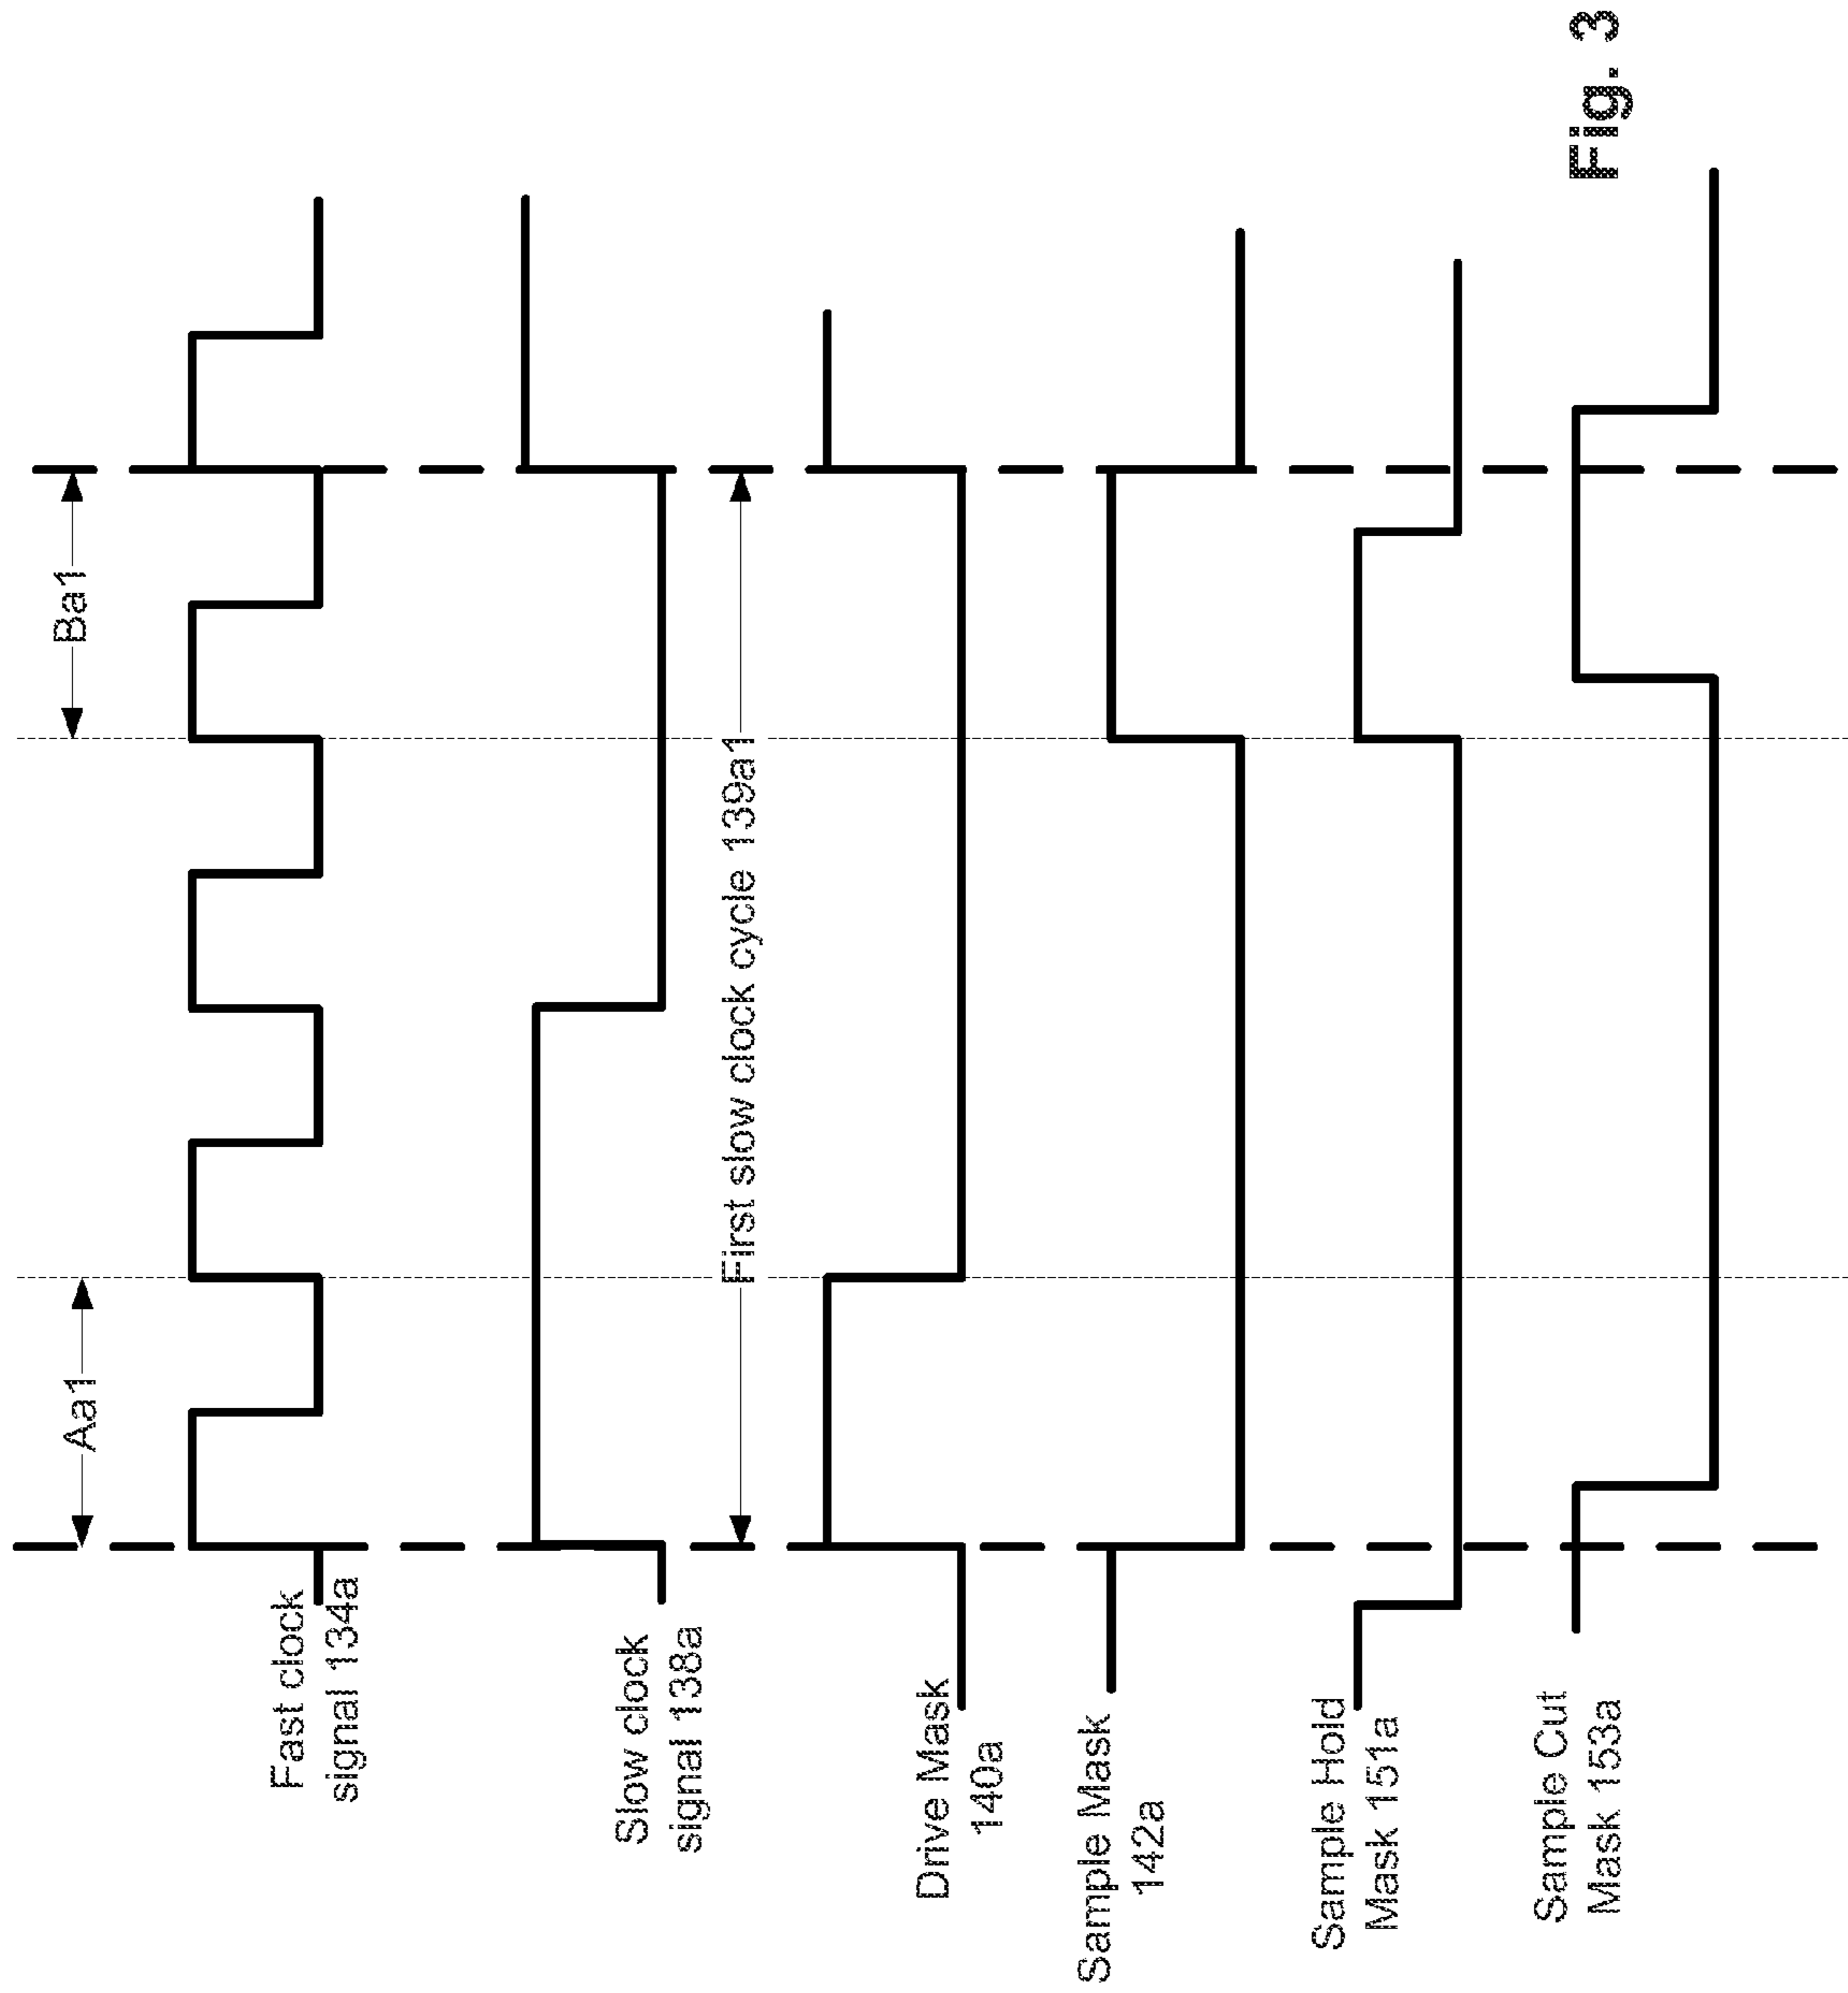 Aa1
Ba1
Fast clock
signal 134a
Slow clock
signal 138a
First slow clock cycle 139a1
Drive Mask
140a
Sample Mask
142a
Sample Hold
Mask 151a
Sample Cut
Mask 153a
Fig. 3